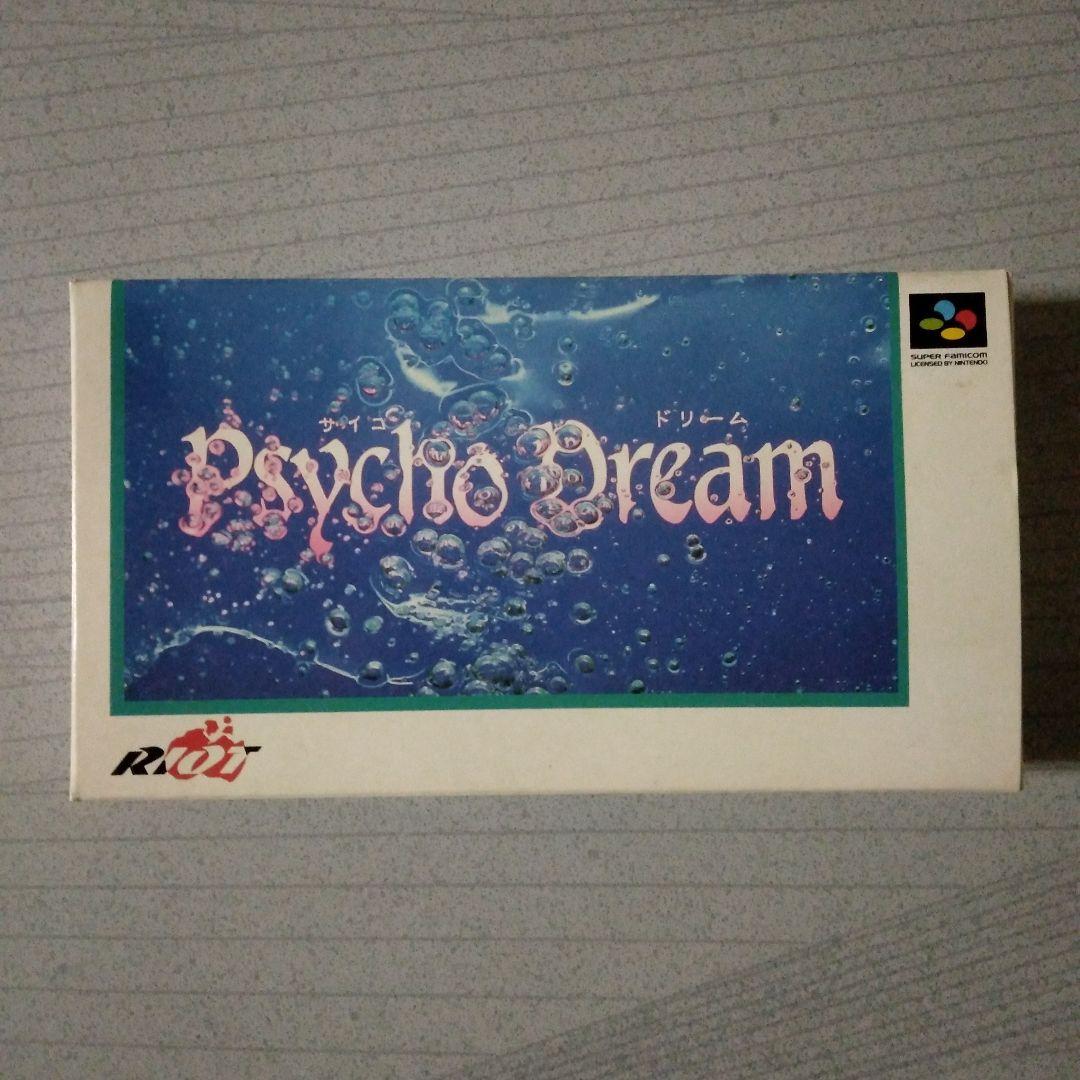 SUPER FAMICOM
LICENSED BY NINTENDO
サイコ ドリーム
Psycho Dream
RIOT